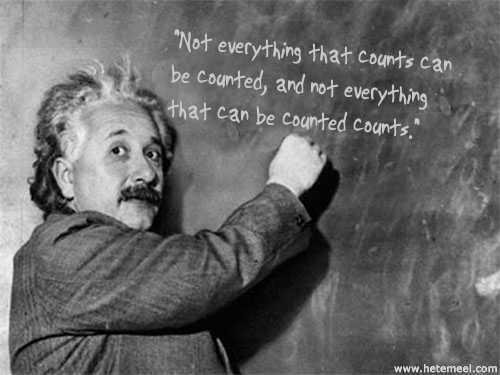 "Not everything that counts can
be counted, and not everything
that can be counted counts."
www.hetemeel.com